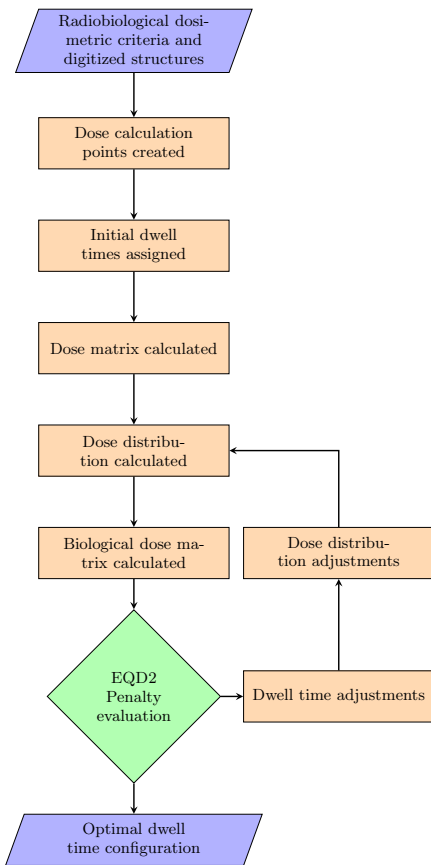 Radiobiological dosi-
metric criteria and
digitized structures
Dose calculation
points created
Initial dwell
times assigned
Dose matrix calculated
Dose distribu-
tion calculated
Biological dose ma-
trix calculated
Dose distribu-
tion adjustments
EQD2
Penalty
evaluation
Dwell time adjustments
Optimal dwell
time configuration